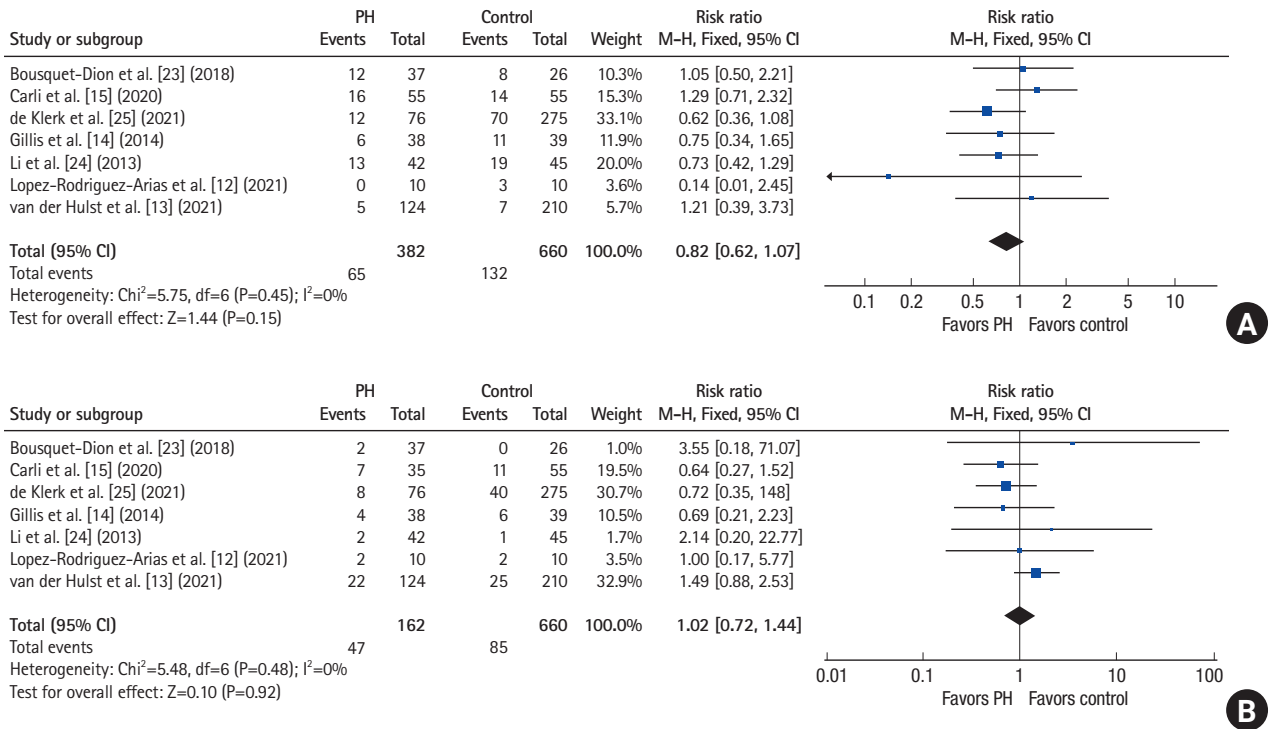 PH Control Risk ratio Risk ratio
Study or subgroup Events Total Events Total Weight M–H, Fixed, 95% CI M–H, Fixed, 95% CI
Bousquet-Dion et al. [23] (2018) 12 37 8 26 10.3% 1.05 [0.50, 2.21]
Carli et al. [15] (2020) 16 55 14 55 15.3% 1.29 [0.71, 2.32]
de Klerk et al. [25] (2021) 12 76 70 275 33.1% 0.62 [0.36, 1.08]
Gillis et al. [14] (2014) 6 38 11 39 11.9% 0.75 [0.34, 1.65]
Li et al. [24] (2013) 13 42 19 45 20.0% 0.73 [0.42, 1.29]
Lopez-Rodriguez-Arias et al. [12] (2021) 0 10 3 10 3.6% 0.14 [0.01, 2.45]
van der Hulst et al. [13] (2021) 5 124 7 210 5.7% 1.21 [0.39, 3.73]
Total (95% CI) 382 660 100.0% 0.82 [0.62, 1.07]
Total events 65 132
Heterogeneity: Chi²=5.75, df=6 (P=0.45); I²=0%
Test for overall effect: Z=1.44 (P=0.15)
0.1 0.2 0.5 1 2 5 10
Favors PH Favors control
A
PH Control Risk ratio Risk ratio
Study or subgroup Events Total Events Total Weight M–H, Fixed, 95% CI M–H, Fixed, 95% CI
Bousquet-Dion et al. [23] (2018) 2 37 0 26 1.0% 3.55 [0.18, 71.07]
Carli et al. [15] (2020) 7 35 11 55 19.5% 0.64 [0.27, 1.52]
de Klerk et al. [25] (2021) 8 76 40 275 30.7% 0.72 [0.35, 148]
Gillis et al. [14] (2014) 4 38 6 39 10.5% 0.69 [0.21, 2.23]
Li et al. [24] (2013) 2 42 1 45 1.7% 2.14 [0.20, 22.77]
Lopez-Rodriguez-Arias et al. [12] (2021) 2 10 2 10 3.5% 1.00 [0.17, 5.77]
van der Hulst et al. [13] (2021) 22 124 25 210 32.9% 1.49 [0.88, 2.53]
Total (95% CI) 162 660 100.0% 1.02 [0.72, 1.44]
Total events 47 85
Heterogeneity: Chi²=5.48, df=6 (P=0.48); I²=0%
Test for overall effect: Z=0.10 (P=0.92)
0.01 0.1 1 10 100
Favors PH Favors control
B